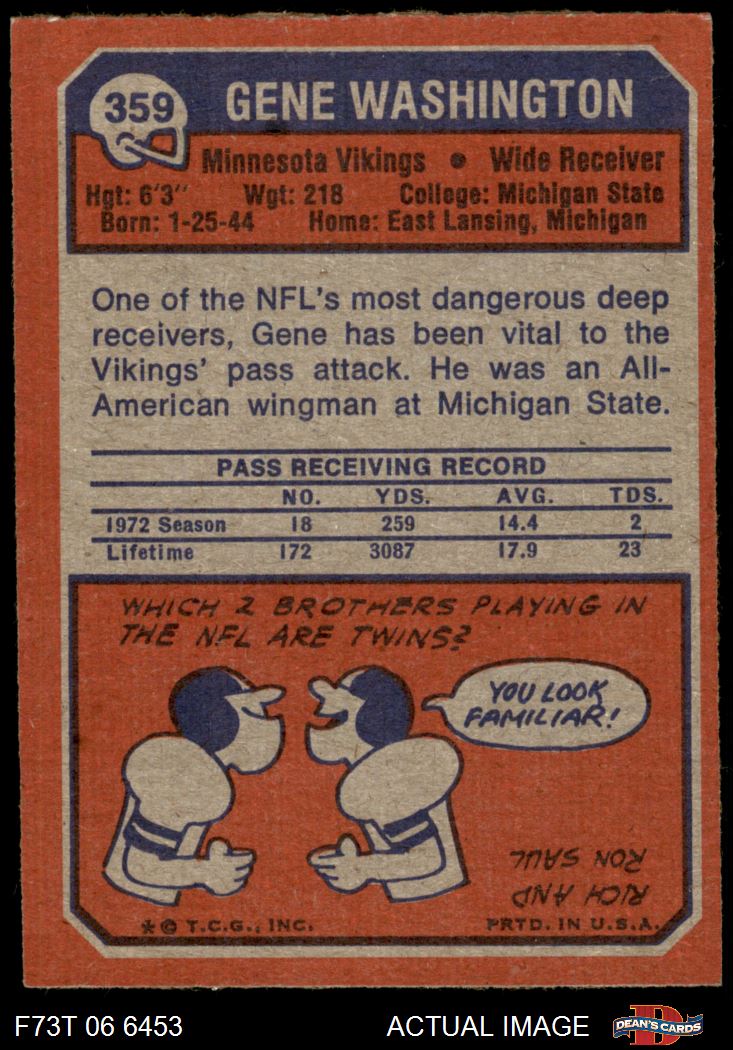 359
GENE WASHINGTON
Minnesota Vikings • Wide Receiver
Hgt: 6'3" Wgt: 218 College: Michigan State
Born: 1-25-44 Home: East Lansing, Michigan
One of the NFL's most dangerous deep
receivers, Gene has been vital to the
Vikings' pass attack. He was an All-
American wingman at Michigan State.
PASS RECEIVING RECORD
NO. YDS. AVG. TDS.
1972 Season 18 259 14.4 2
Lifetime 172 3087 17.9 23
WHICH 2 BROTHERS PLAYING IN
THE NFL ARE TWINS?
YOU LOOK
FAMILIAR!
RICH AND
RON SAUL
*© T.C.G., INC. PRTD. IN U.S.A.
F73T 06 6453 ACTUAL IMAGE
D
DEAN'S CARDS